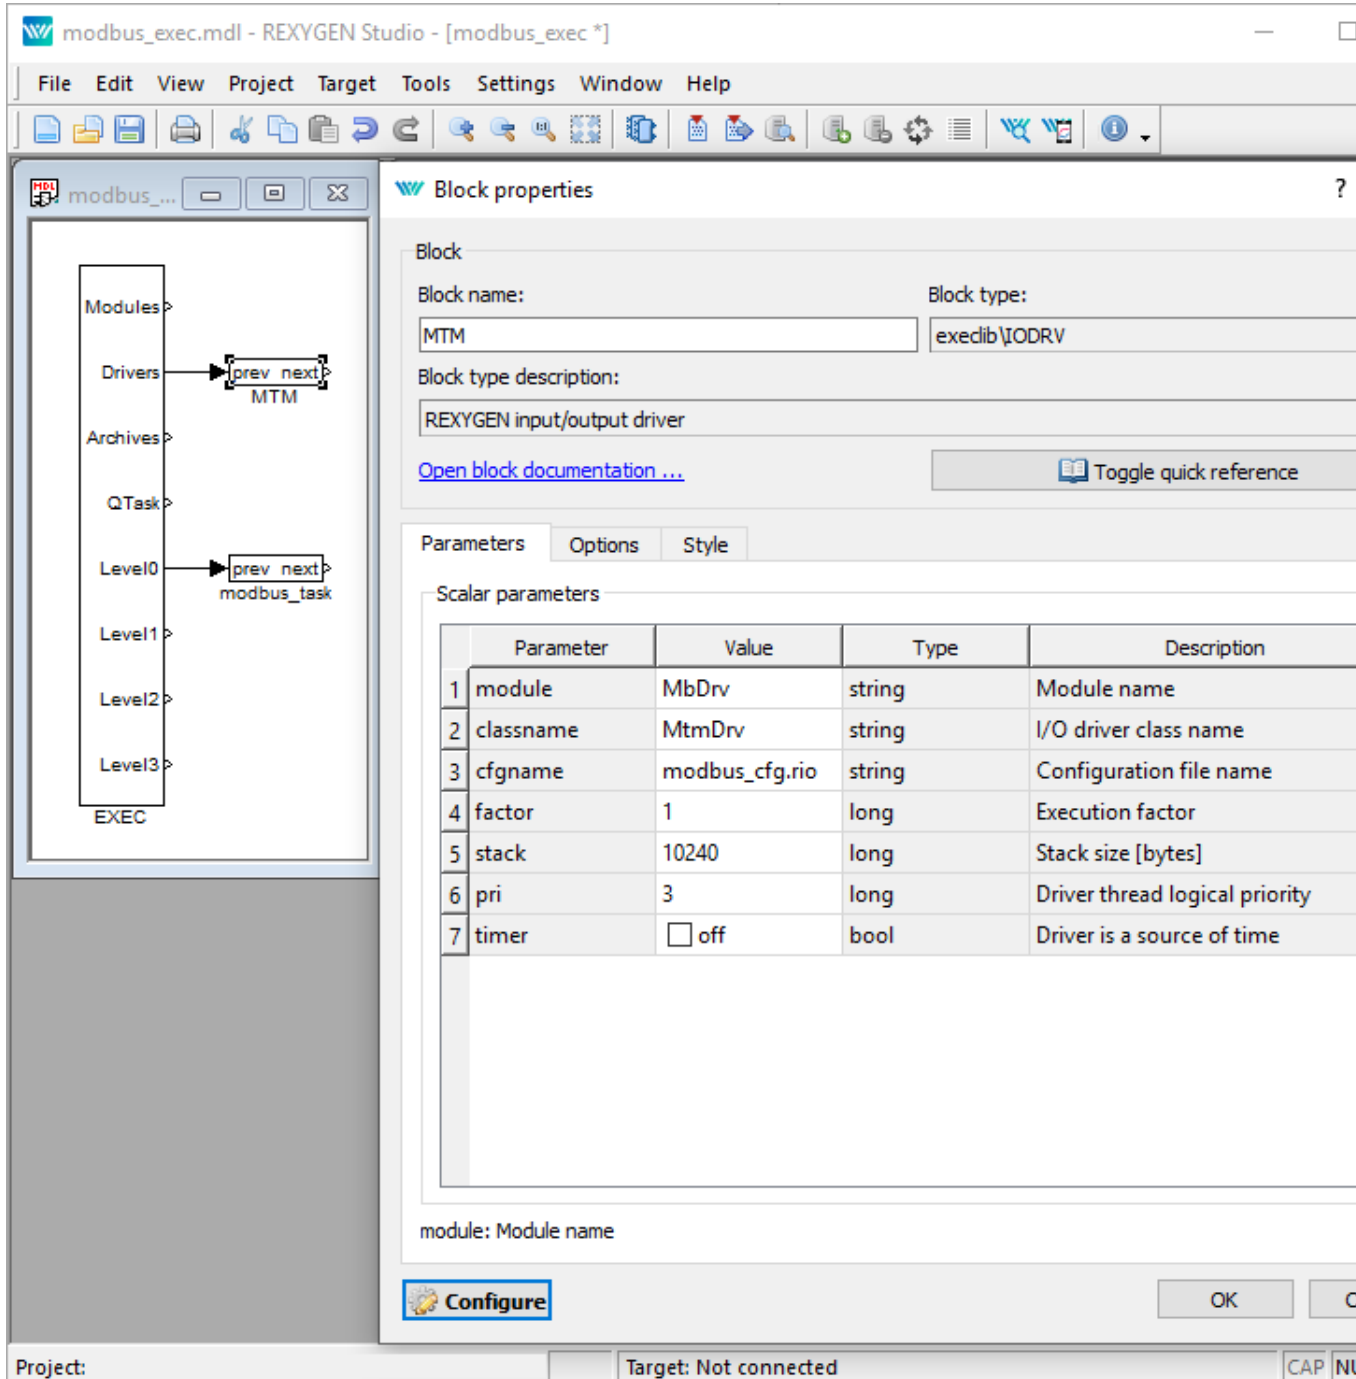 modbus_exec.mdl - REXYGEN Studio - [modbus_exec *]
File Edit View Project Target Tools Settings Window Help
modbus_...
Modules
Drivers
prev next
MTM
Archives
QTask
Level0
prev next
modbus_task
Level1
Level2
Level3
EXEC
Block properties
?
Block
Block name:
Block type:
MTM
execlib\IODRV
Block type description:
REXYGEN input/output driver
Open block documentation ...
Toggle quick reference
Parameters Options Style
Scalar parameters
Parameter Value Type Description
1 module MbDrv string Module name
2 classname MtmDrv string I/O driver class name
3 cfgname modbus_cfg.rio string Configuration file name
4 factor 1 long Execution factor
5 stack 10240 long Stack size [bytes]
6 pri 3 long Driver thread logical priority
7 timer off bool Driver is a source of time
module: Module name
Configure
OK
Project:
Target: Not connected
CAP